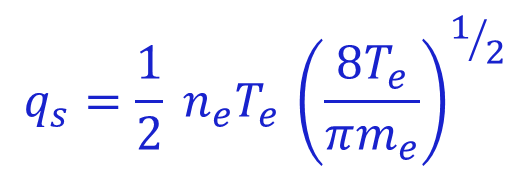 q_s = \frac{1}{2} n_e T_e \left( \frac{8T_e}{\pi m_e} \right)^{1/2}